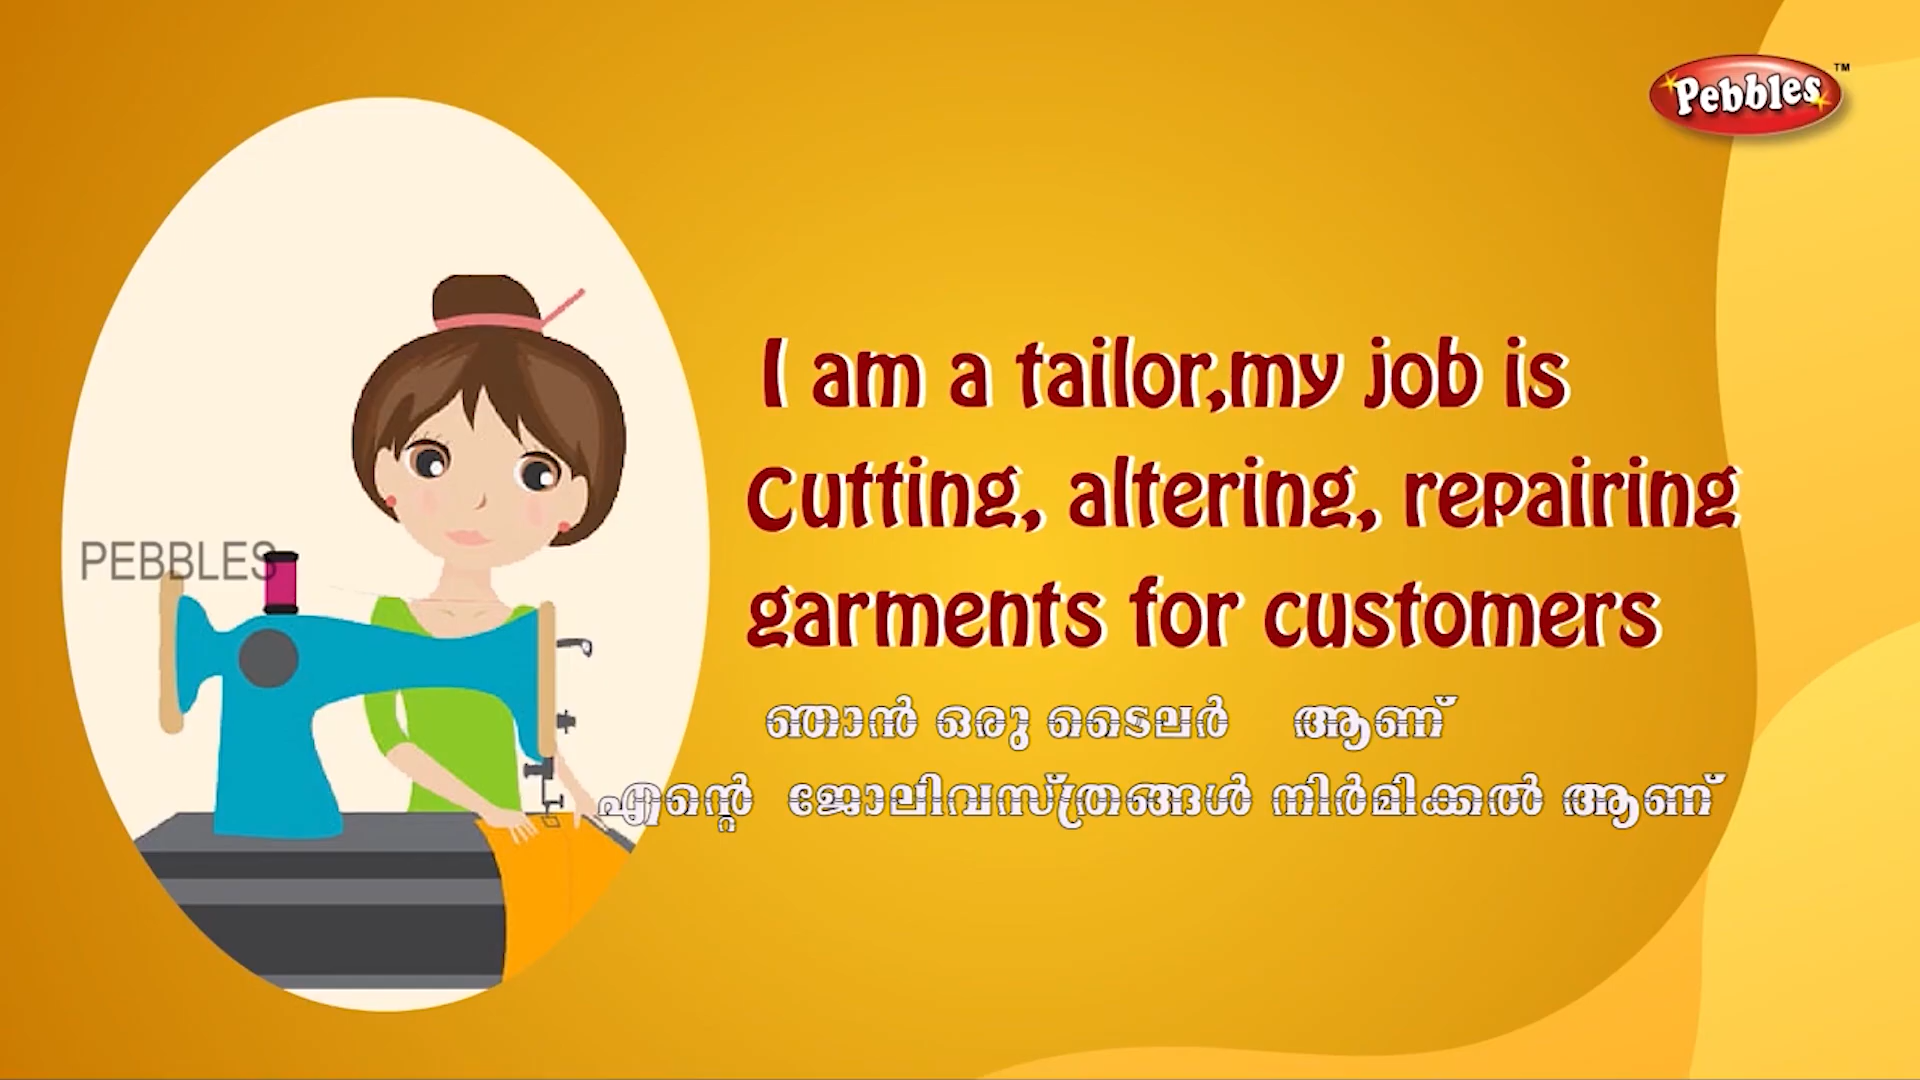 Pebbles™
I am a tailor,my job is
Cutting, altering, repairing
garments for customers
PEBBLES
ഞാൻ ഒരു ടൈലർ ആണ്
എന്റെ ജോലിവസ്ത്രങ്ങൾ നിർമിക്കൽ ആണ്